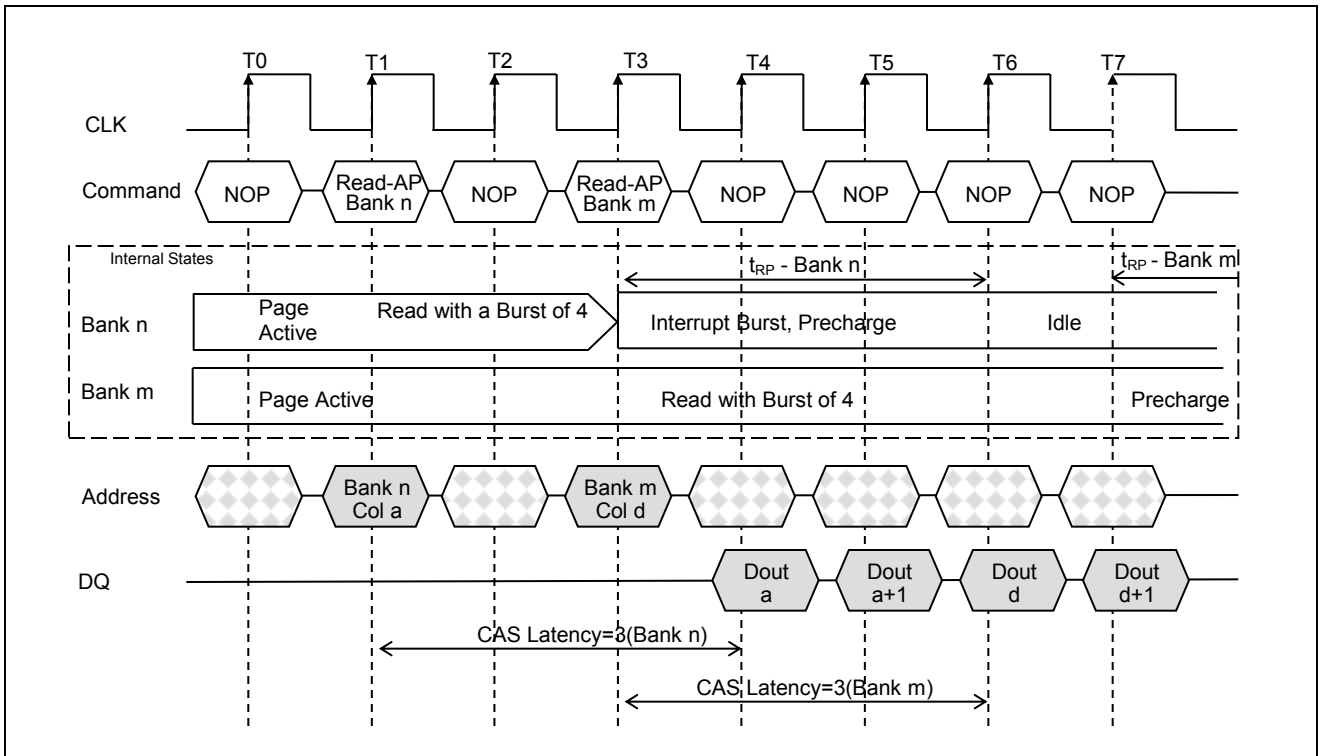 T0 T1 T2 T3 T4 T5 T6 T7
CLK
Command NOP Read-AP Bank n NOP Read-AP Bank m NOP NOP NOP NOP
Internal States
tRP - Bank n
tRP - Bank m
Bank n
Page Active
Read with a Burst of 4
Interrupt Burst, Precharge
Idle
Bank m
Page Active
Read with Burst of 4
Precharge
Address
Bank n
Col a
Bank m
Col d
DQ
Dout
a
Dout
a+1
Dout
d
Dout
d+1
CAS Latency=3(Bank n)
CAS Latency=3(Bank m)